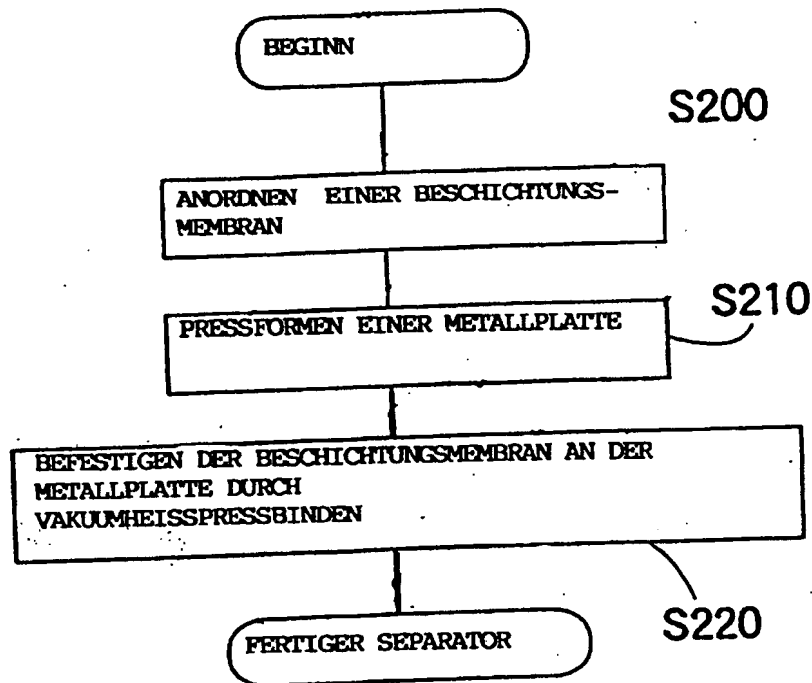 BEGINN
S200
ANORDNEN EINER BESCHICHTUNGS-
MEMBRAN
S210
PRESSFORMEN EINER METALLPLATTE
BEFESTIGEN DER BESCHICHTUNGSMEMBRAN AN DER
METALLPLATTE DURCH
VAKUUMHEISSPRESSBINDEN
S220
FERTIGER SEPARATOR